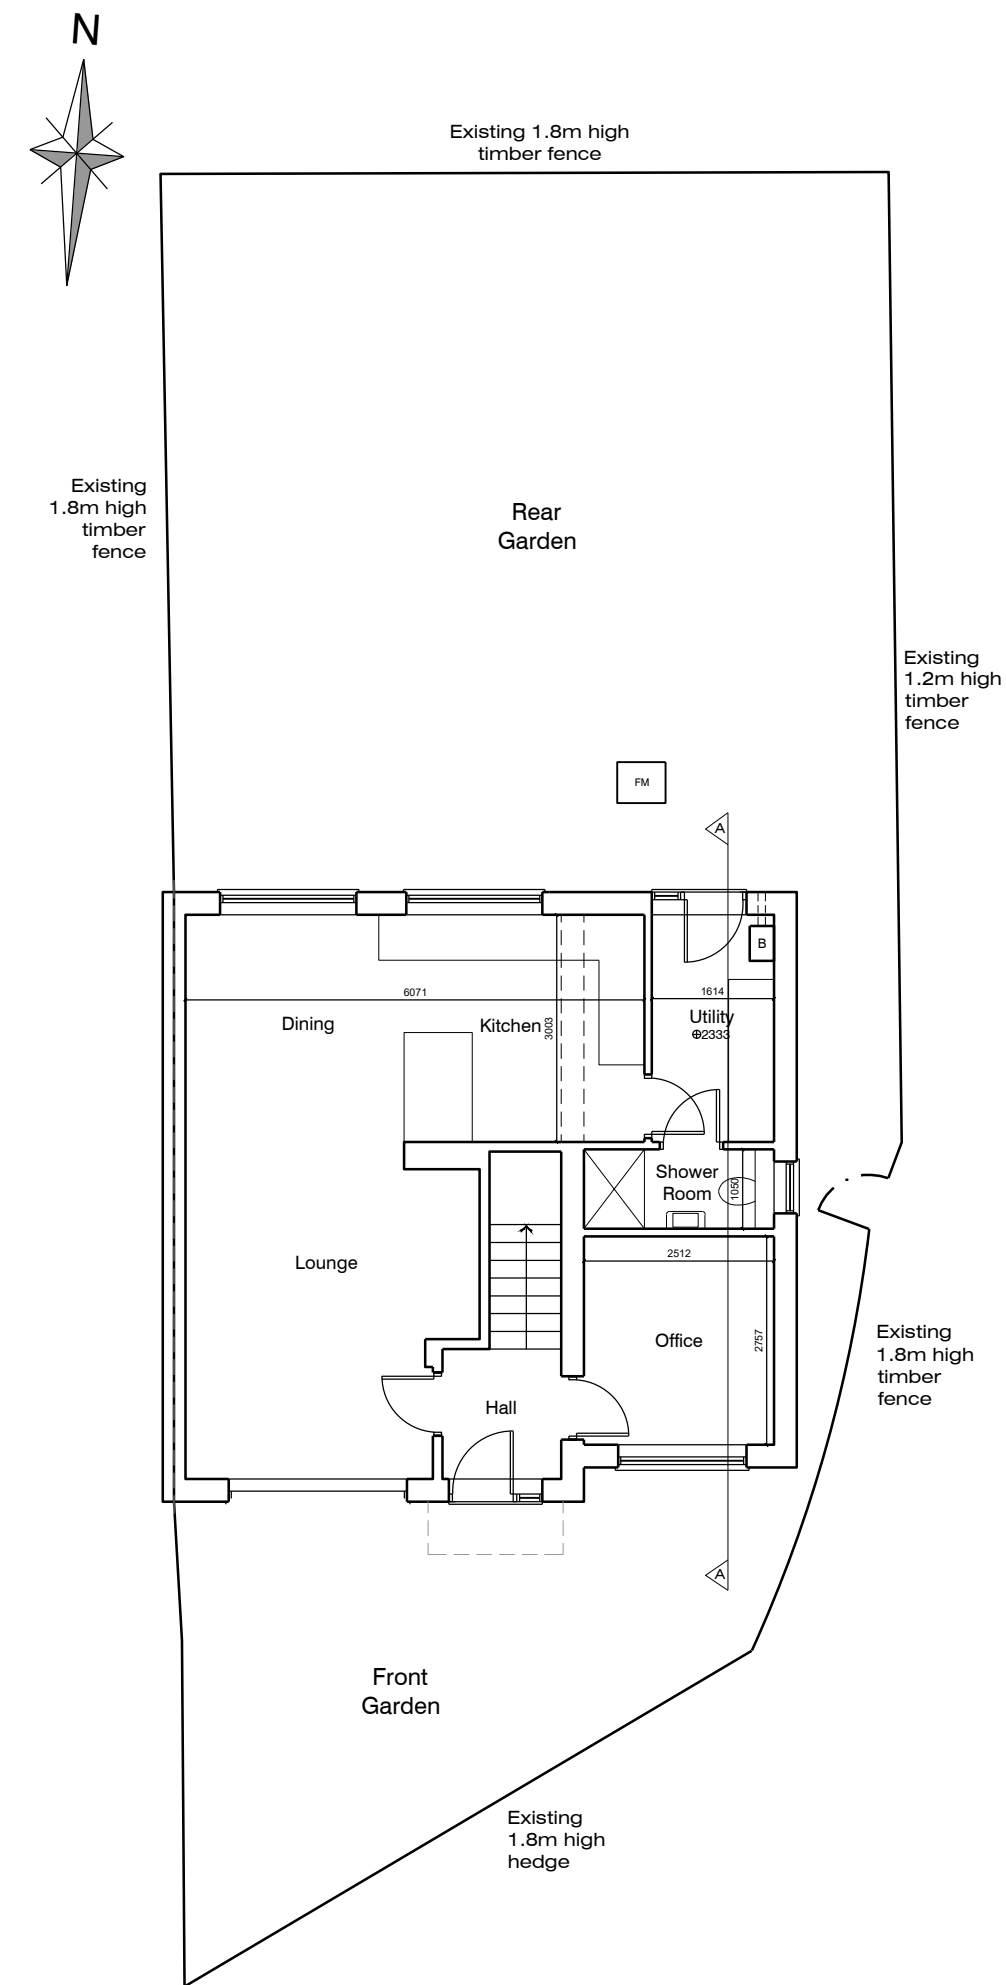 N
Existing 1.8m high
timber fence
Existing
1.8m high
timber
fence
Rear
Garden
Existing
1.2m high
timber
fence
FM
A
B
6071
1614
Dining
Kitchen
3003
Utility
2333
Shower
Room
1050
2512
Lounge
Office
2757
Existing
1.8m high
timber
fence
Hall
A
Front
Garden
Existing
1.8m high
hedge